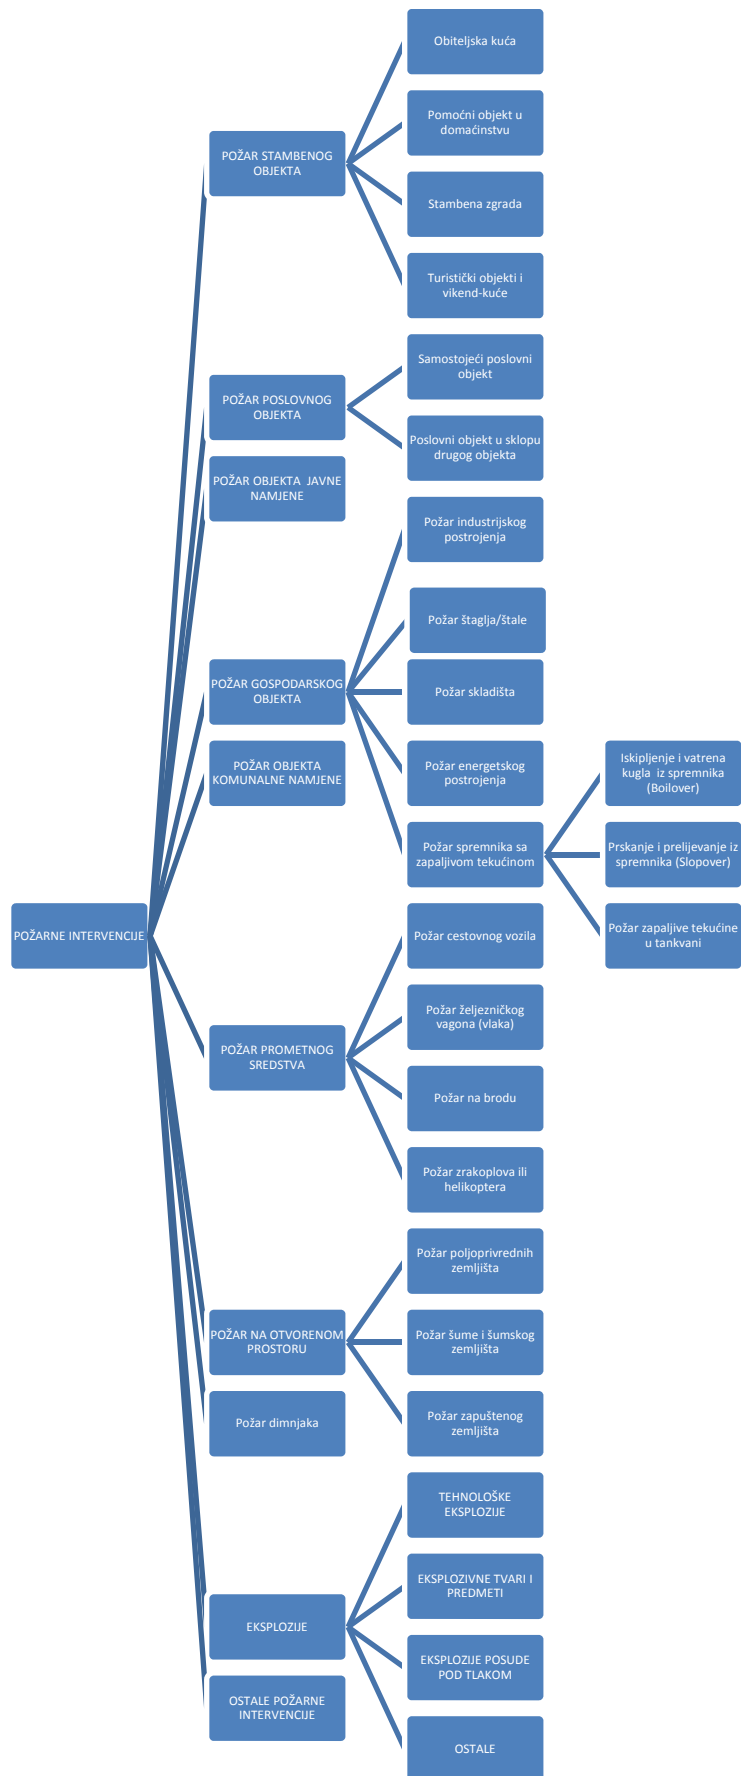 POŽARNE INTERVENCIJE
POŽAR STAMBENOG
OBJEKTA
Obiteljska kuća
Pomoćni objekt u
domaćinstvu
Stambena zgrada
Turistički objekti i
vikend-kuće
POŽAR POSLOVNOG
OBJEKTA
Samostojeći poslovni
objekt
Poslovni objekt u sklopu
drugog objekta
POŽAR OBJEKTA  JAVNE
NAMJENE
POŽAR GOSPODARSKOG
OBJEKTA
Požar industrijskog
postrojenja
Požar štaglja/štale
Požar skladišta
Požar energetskog
postrojenja
Požar spremnika sa
zapaljivom tekućinom
Iskipljenje i vatrena
kugla  iz spremnika
(Boilover)
Prskanje i prelijevanje iz
spremnika (Slopover)
Požar zapaljive tekućine
u tankvani
POŽAR OBJEKTA
KOMUNALNE NAMJENE
POŽAR PROMETNOG
SREDSTVA
Požar cestovnog vozila
Požar željezničkog
vagona (vlaka)
Požar na brodu
Požar zrakoplova ili
helikoptera
POŽAR NA OTVORENOM
PROSTORU
Požar poljoprivrednih
zemljišta
Požar šume i šumskog
zemljišta
Požar zapuštenog
zemljišta
Požar dimnjaka
EKSPLOZIJE
TEHNOLOŠKE
EKSPLOZIJE
EKSPLOZIVNE TVARI I
PREDMETI
EKSPLOZIJE POSUDE
POD TLAKOM
OSTALE
OSTALE POŽARNE
INTERVENCIJE